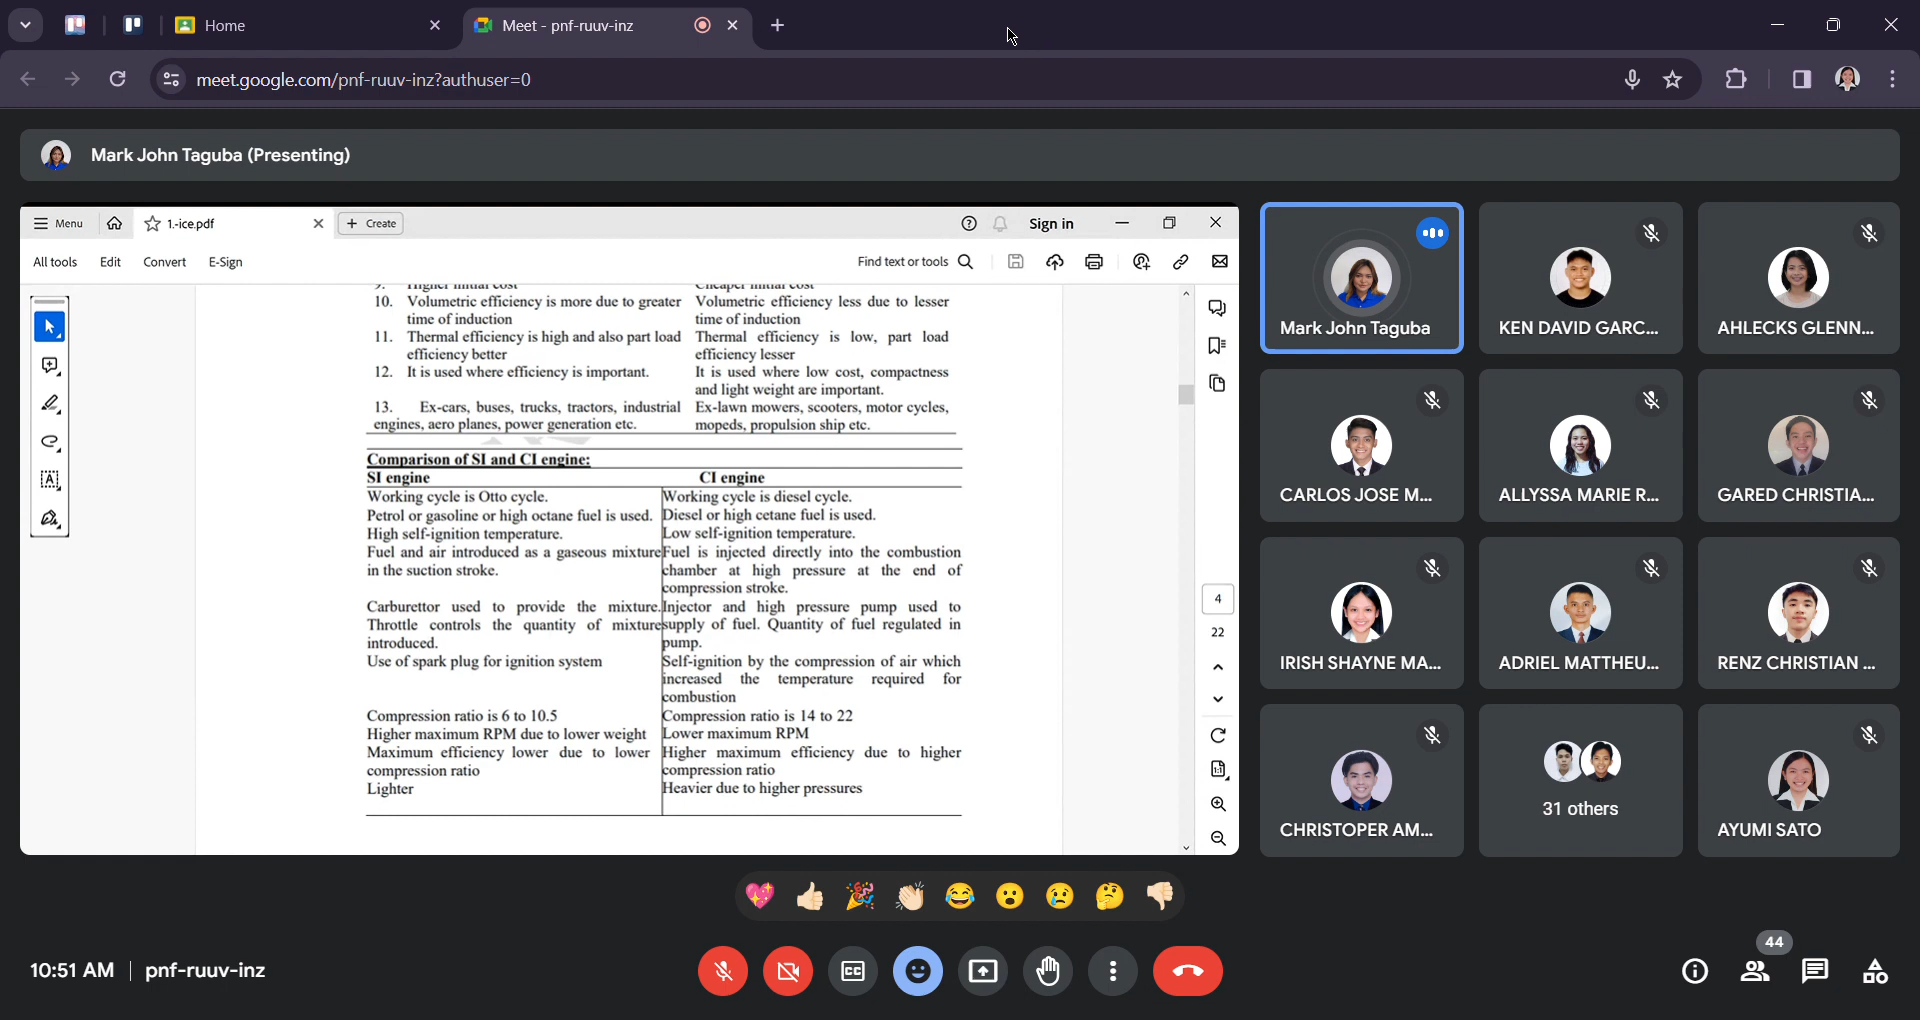 Home
Meet - pnf-ruuv-inz
meet.google.com/pnf-ruuv-inz?authuser=0
Mark John Taguba (Presenting)
Menu
1.-ice.pdf
Create
Sign in
All tools
Edit
Convert
E-Sign
Find text or tools
9. Higher initial cost
Cheaper initial cost
10. Volumetric efficiency is more due to greater
time of induction
Volumetric efficiency less due to lesser
time of induction
11. Thermal efficiency is high and also part load
efficiency better
Thermal efficiency is low, part load
efficiency lesser
12. It is used where efficiency is important.
It is used where low cost, compactness
and light weight are important.
13. Ex-cars, buses, trucks, tractors, industrial
engines, aero planes, power generation etc.
Ex-lawn mowers, scooters, motor cycles,
mopeds, propulsion ship etc.
Comparison of SI and CI engine:
SI engine
CI engine
Working cycle is Otto cycle.
Working cycle is diesel cycle.
Petrol or gasoline or high octane fuel is used.
Diesel or high cetane fuel is used.
High self-ignition temperature.
Low self-ignition temperature.
Fuel and air introduced as a gaseous mixture
in the suction stroke.
Fuel is injected directly into the combustion
chamber at high pressure at the end of
compression stroke.
Carburettor used to provide the mixture.
Throttle controls the quantity of mixture
introduced.
Injector and high pressure pump used to
supply of fuel. Quantity of fuel regulated in
pump.
Use of spark plug for ignition system
Self-ignition by the compression of air which
increased the temperature required for
combustion
Compression ratio is 6 to 10.5
Compression ratio is 14 to 22
Higher maximum RPM due to lower weight
Lower maximum RPM
Maximum efficiency lower due to lower
compression ratio
Higher maximum efficiency due to higher
compression ratio
Lighter
Heavier due to higher pressures
4
22
Mark John Taguba
KEN DAVID GARC...
AHLECKS GLENN...
CARLOS JOSE M...
ALLYSSA MARIE R...
GARED CHRISTIA...
IRISH SHAYNE MA...
ADRIEL MATTHEU...
RENZ CHRISTIAN ...
CHRISTOPER AM...
31 others
AYUMI SATO
10:51 AM
pnf-ruuv-inz
44